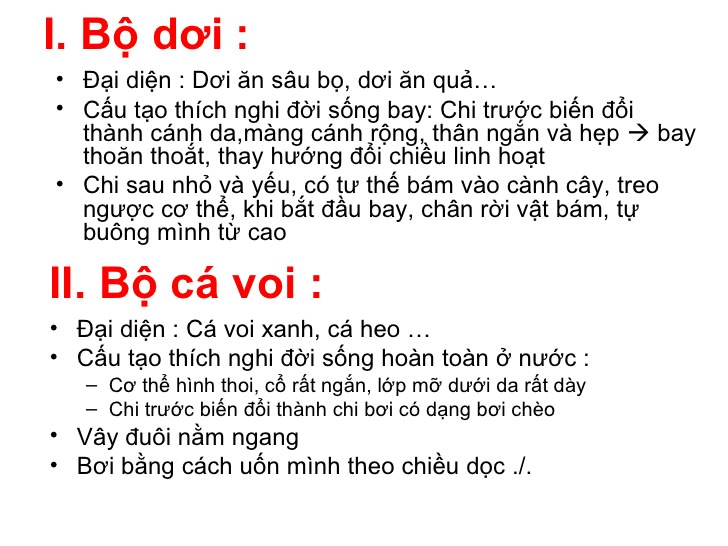 I. Bộ dơi :
• Đại diện : Dơi ăn sâu bọ, dơi ăn quả…
• Cấu tạo thích nghi đời sống bay: Chi trước biến đổi
thành cánh da,màng cánh rộng, thân ngắn và hẹp → bay
thoăn thoắt, thay hướng đổi chiều linh hoạt
• Chi sau nhỏ và yếu, có tư thế bám vào cành cây, treo
ngược cơ thể, khi bắt đầu bay, chân rời vật bám, tự
buông mình từ cao
II. Bộ cá voi :
• Đại diện : Cá voi xanh, cá heo …
• Cấu tạo thích nghi đời sống hoàn toàn ở nước :
– Cơ thể hình thoi, cổ rất ngắn, lớp mỡ dưới da rất dày
– Chi trước biến đổi thành chi bơi có dạng bơi chèo
• Vây đuôi nằm ngang
• Bơi bằng cách uốn mình theo chiều dọc ./.